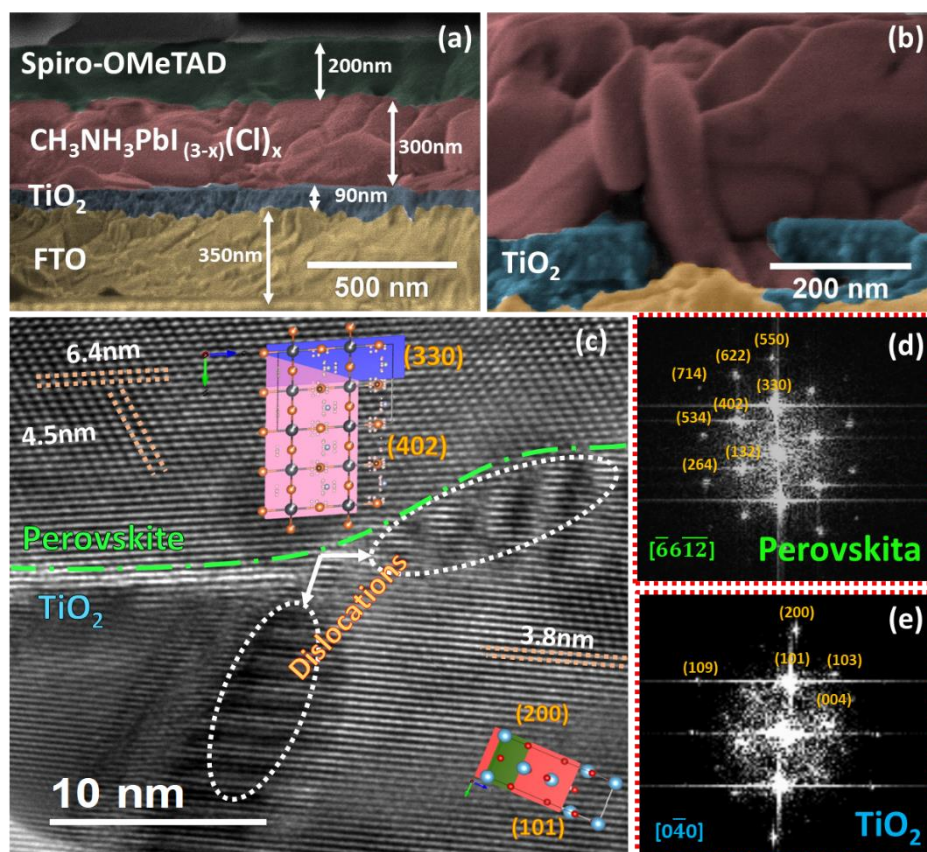 (a)
Spiro-OMeTAD
200nm
CH₃NH₃PbI (3-x)(Cl)x
300nm
TiO₂
90nm
FTO
350nm
500 nm
(b)
TiO₂
200 nm
(c)
6.4nm
4.5nm
(330)
(402)
Perovskite
TiO₂
Dislocations
3.8nm
(200)
(101)
10 nm
(d)
(550)
(622)
(714)
(330)
(402)
(534)
(132)
(264)
[6̅61̅2̅]
Perovskita
(e)
(200)
(109)
(101)
(103)
(004)
[04̅0]
TiO₂